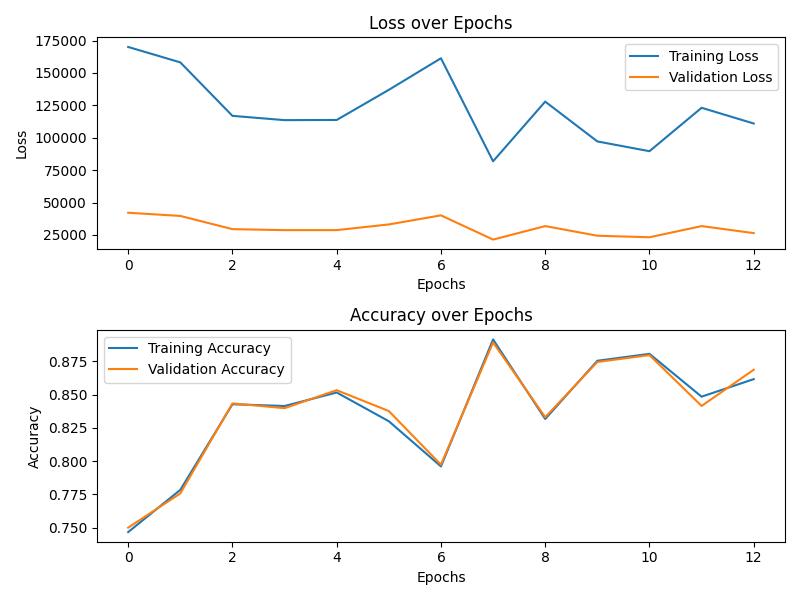 Loss over Epochs
175000
150000
125000
100000
75000
50000
25000
Loss
Training Loss
Validation Loss
0 2 4 6 8 10 12
Epochs
Accuracy over Epochs
0.875
0.850
0.825
0.800
0.775
0.750
Accuracy
Training Accuracy
Validation Accuracy
0 2 4 6 8 10 12
Epochs